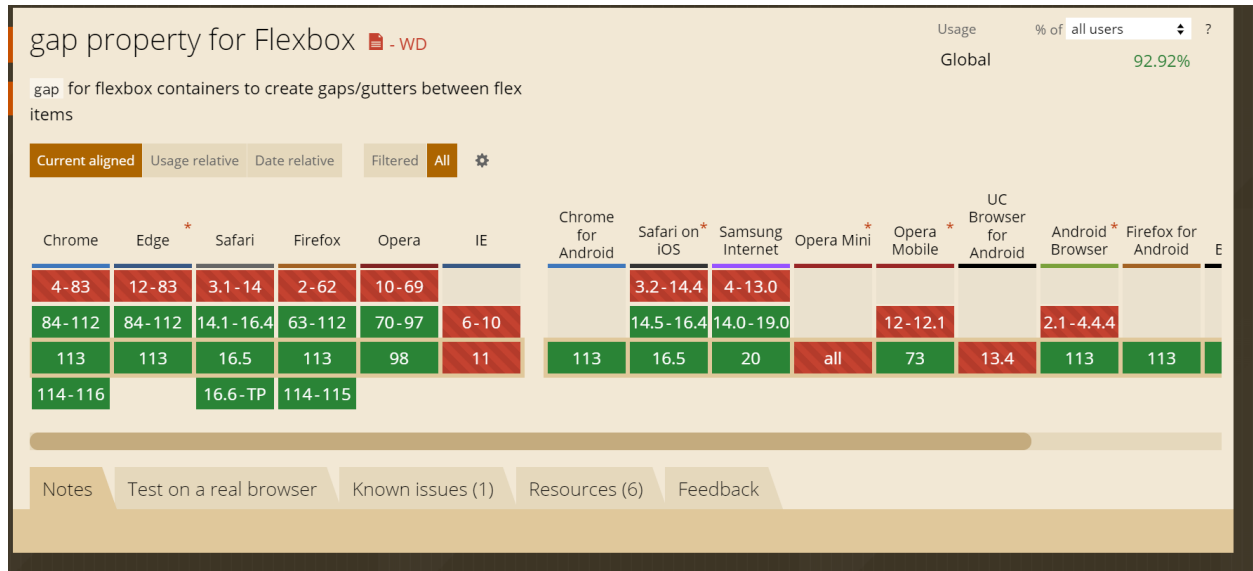 gap property for Flexbox - WD
Usage % of all users ?
Global 92.92%
gap for flexbox containers to create gaps/gutters between flex
items
Current aligned Usage relative Date relative Filtered All
Chrome Edge * Safari Firefox Opera IE Chrome for Android Safari on iOS * Samsung Internet Opera Mini * Opera Mobile * UC Browser for Android Android Browser * Firefox for Android
4-83 12-83 3.1-14 2-62 10-69 3.2-14.4 4-13.0
84-112 84-112 14.1-16.4 63-112 70-97 6-10 14.5-16.4 14.0-19.0 12-12.1 2.1-4.4.4
113 113 16.5 113 98 11 113 16.5 20 all 73 13.4 113 113
114-116 16.6-TP 114-115
Notes Test on a real browser Known issues (1) Resources (6) Feedback